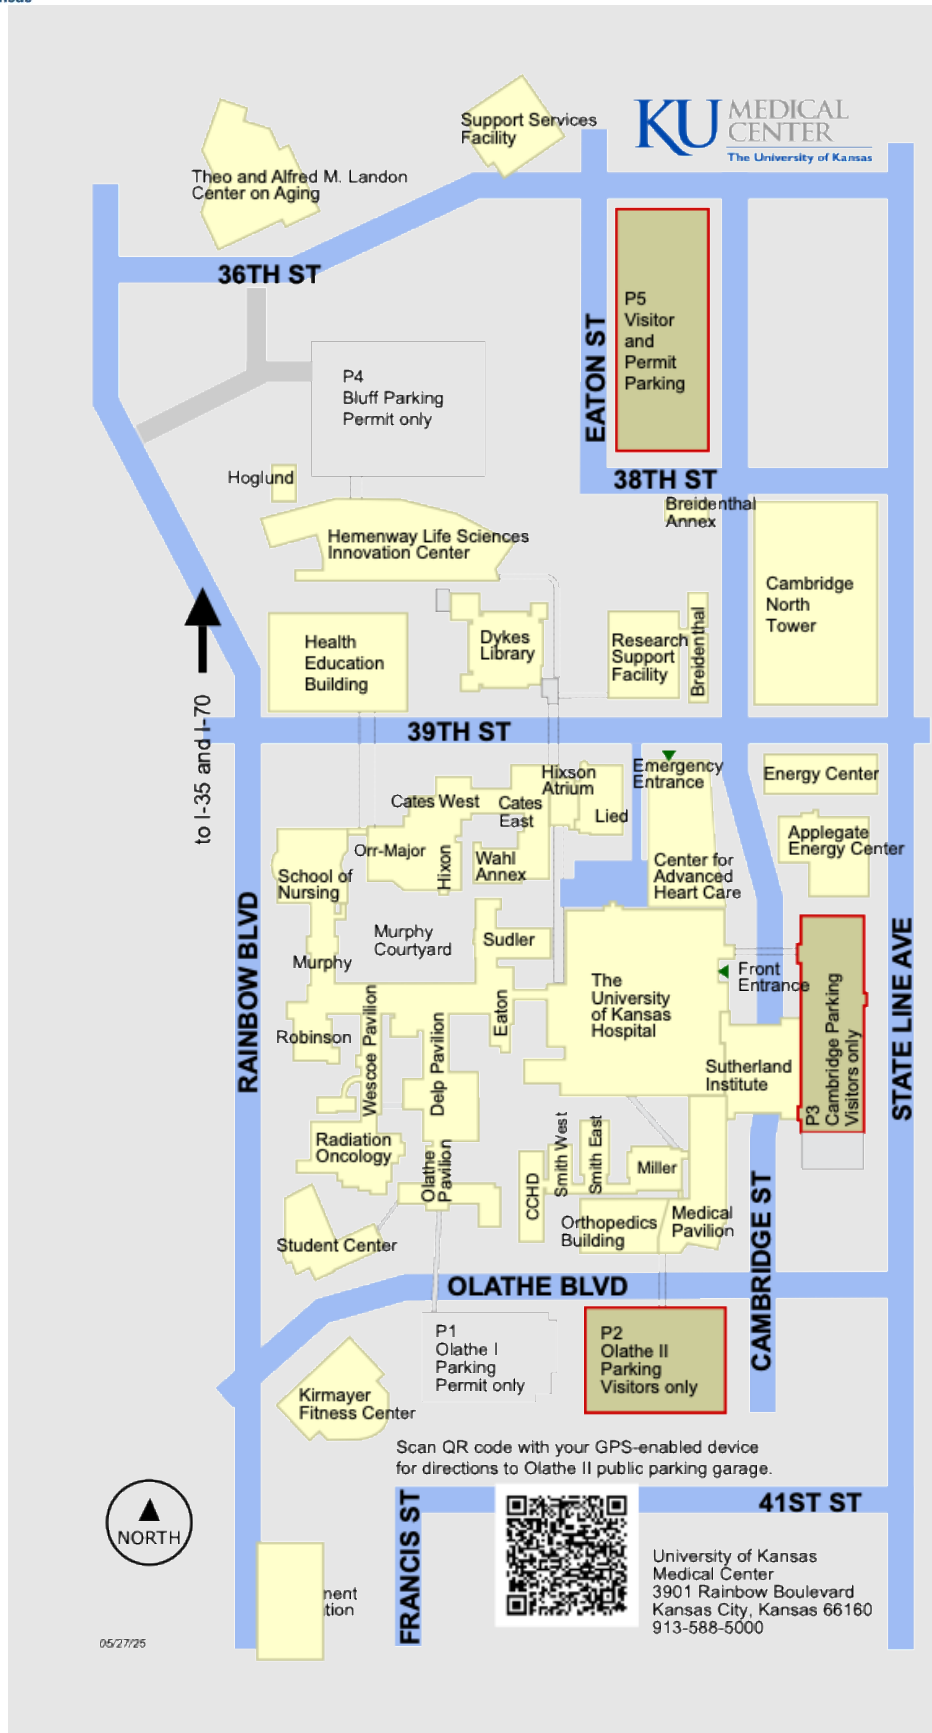 KU MEDICAL
CENTER
The University of Kansas
Support Services
Facility
Theo and Alfred M. Landon
Center on Aging
36TH ST
P5
Visitor
and
Permit
Parking
EATON ST
P4
Bluff Parking
Permit only
Hoglund
38TH ST
Breidenthal
Annex
Hemenway Life Sciences
Innovation Center
Cambridge
North
Tower
Health
Education
Building
Dykes
Library
Research
Support
Facility
Breidenthal
to I-35 and I-70
39TH ST
Emergency
Entrance
Energy Center
Hixson
Atrium
Cates West
Cates
East
Lied
Applegate
Energy Center
Orr-Major
Hixon
Wahl
Annex
Center for
Advanced
Heart Care
School of
Nursing
RAINBOW BLVD
Murphy
Courtyard
Sudler
Murphy
Front
Entrance
STATE LINE AVE
The
University
of Kansas
Hospital
Eaton
Robinson
Wescoe Pavilion
Delp Pavilion
Sutherland
Institute
P3
Cambridge Parking
Visitors only
Radiation
Oncology
Olathe
Pavilion
CCHD
Smith West
Smith East
Miller
Orthopedics
Building
Medical
Pavilion
Student Center
CAMBRIDGE ST
OLATHE BLVD
P1
Olathe I
Parking
Permit only
P2
Olathe II
Parking
Visitors only
Kirmayer
Fitness Center
Scan QR code with your GPS-enabled device
for directions to Olathe II public parking garage.
41ST ST
FRANCIS ST
NORTH
University of Kansas
Medical Center
3901 Rainbow Boulevard
Kansas City, Kansas 66160
913-588-5000
05/27/25